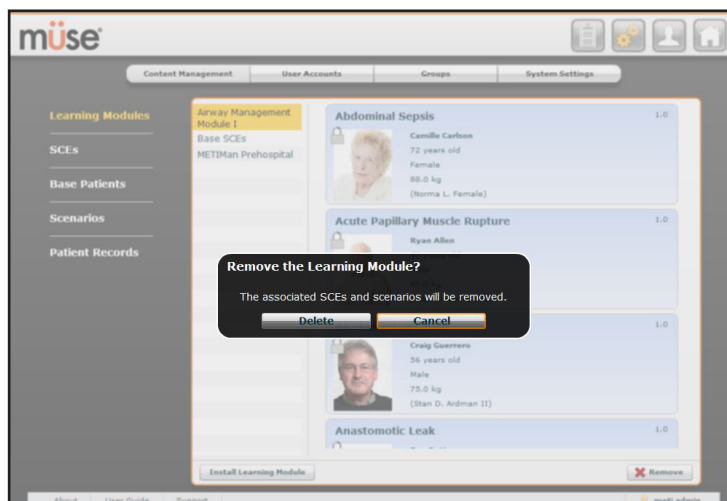 müse
Content Management
User Accounts
Groups
System Settings
Learning Modules
SCEs
Base Patients
Scenarios
Patient Records
Airway Management
Module I
Base SCEs
METIMan Prehospital
Abdominal Sepsis 1.0
Camille Carlson
72 years old
Female
88.0 kg
(Norma L. Female)
Acute Papillary Muscle Rupture 1.0
Ryan Allen
Remove the Learning Module?
The associated SCEs and scenarios will be removed.
Delete
Cancel
1.0
Craig Guerrero
56 years old
Male
75.0 kg
(Stan D. Ardman II)
Anastomotic Leak 1.0
Install Learning Module
Remove
About
User Guide
Support
meti admin